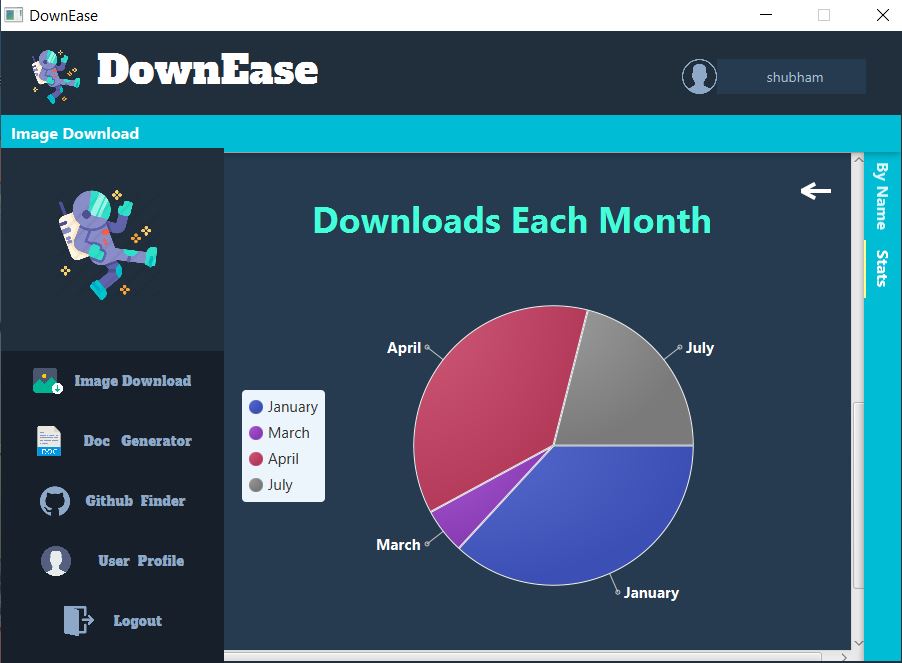 DownEase
DownEase
shubham
Image Download
By Name
Stats
Image Download
Doc Generator
DOC
Github Finder
User Profile
Logout
Downloads Each Month
April
July
January
March
April
July
March
January